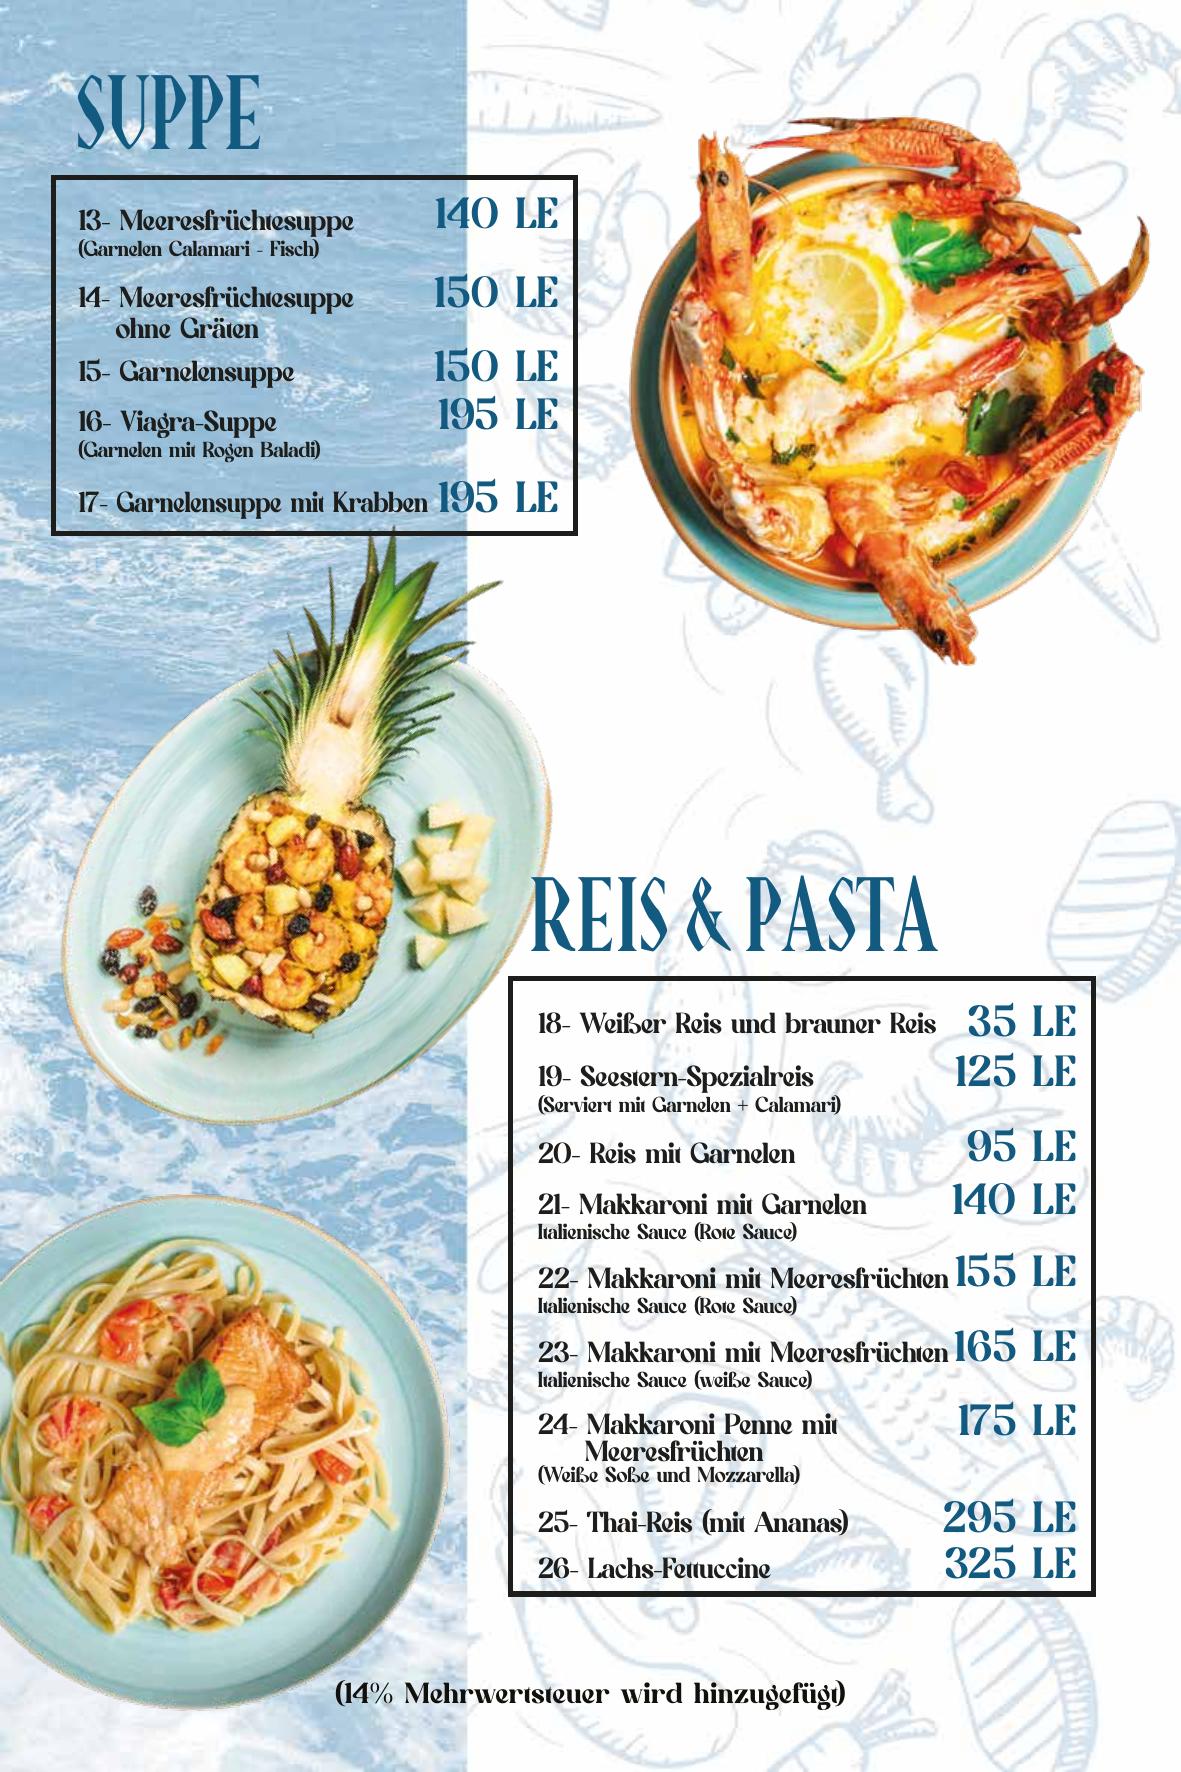 SUPPE
13- Meeresfrüchtesuppe 140 LE
(Garnelen Calamari - Fisch)
14- Meeresfrüchtesuppe 150 LE
ohne Gräten
15- Garnelensuppe 150 LE
16- Viagra-Suppe 195 LE
(Garnelen mit Rogen Baladi)
17- Garnelensuppe mit Krabben 195 LE
REIS & PASTA
18- Weißer Reis und brauner Reis 35 LE
19- Seestern-Spezialreis 125 LE
(Serviert mit Garnelen + Calamari)
20- Reis mit Garnelen 95 LE
21- Makkaroni mit Garnelen 140 LE
Italienische Sauce (Rote Sauce)
22- Makkaroni mit Meeresfrüchten 155 LE
Italienische Sauce (Rote Sauce)
23- Makkaroni mit Meeresfrüchten 165 LE
Italienische Sauce (weiße Sauce)
24- Makkaroni Penne mit 175 LE
Meeresfrüchten
(Weiße Soße und Mozzarella)
25- Thai-Reis (mit Ananas) 295 LE
26- Lachs-Fettuccine 325 LE
(14% Mehrwertsteuer wird hinzugefügt)